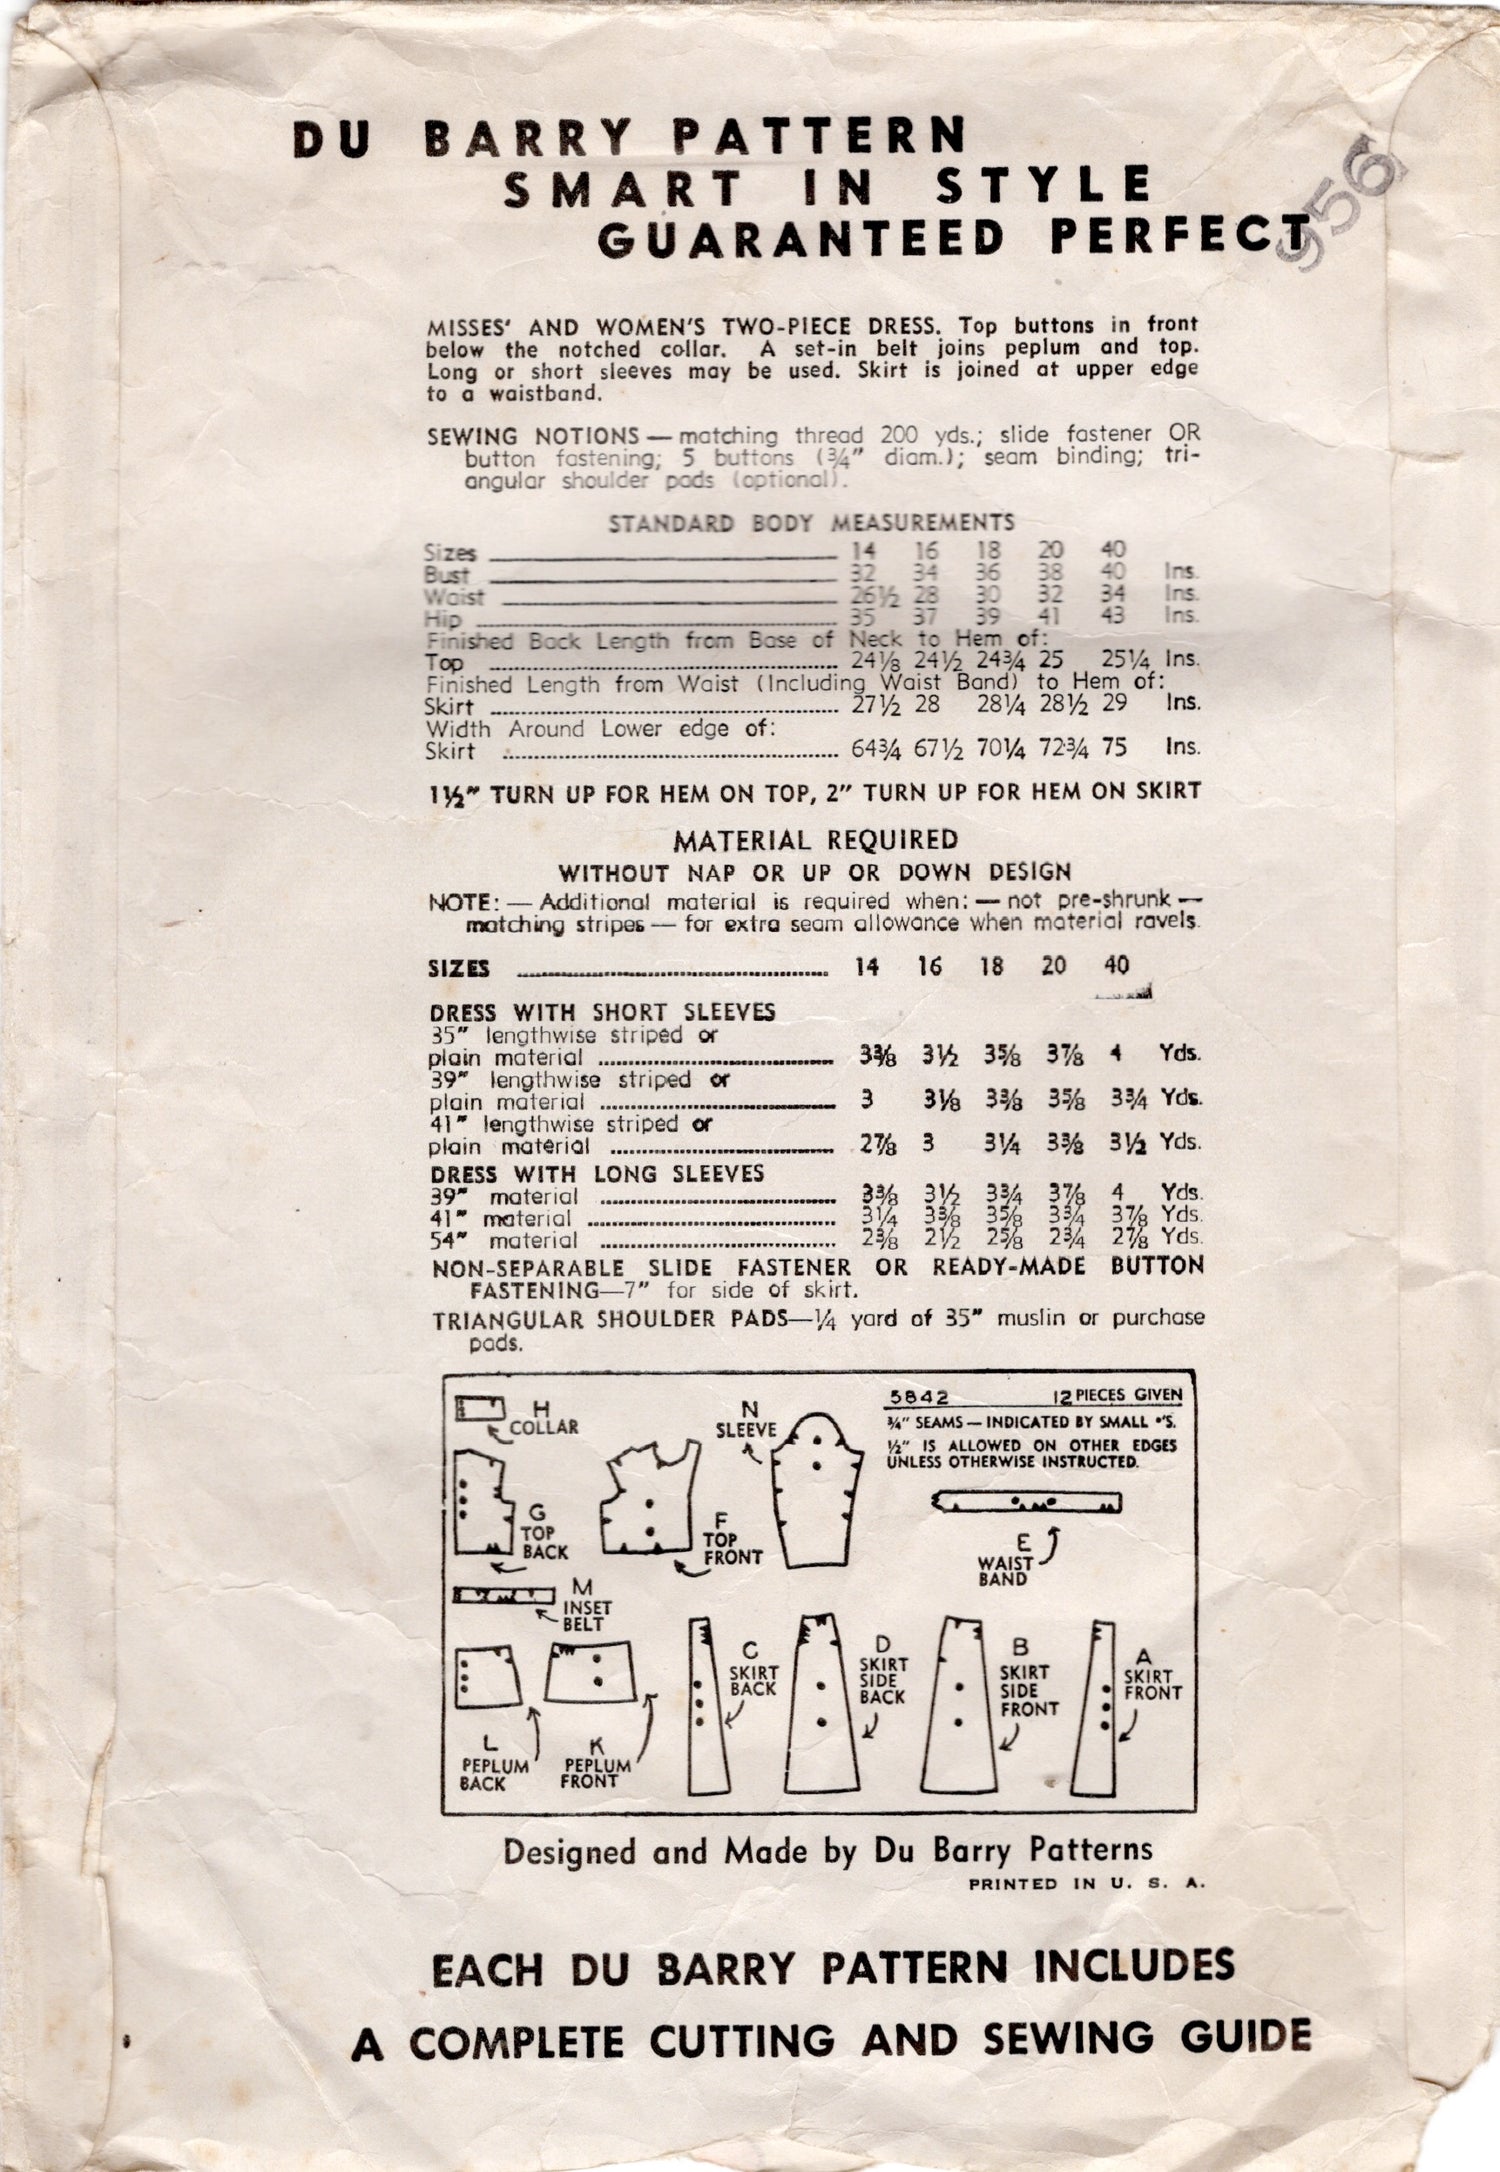 DU BARRY PATTERN
SMART IN STYLE
GUARANTEED PERFECT
956
MISSES' AND WOMEN'S TWO-PIECE DRESS. Top buttons in front
below the notched collar. A set-in belt joins peplum and top.
Long or short sleeves may be used. Skirt is joined at upper edge
to a waistband.
SEWING NOTIONS — matching thread 200 yds.; slide fastener OR
button fastening; 5 buttons (¾" diam.); seam binding; tri-
angular shoulder pads (optional).
STANDARD BODY MEASUREMENTS
Sizes 14 16 18 20 40
Bust 32 34 36 38 40 Ins.
Waist 26½ 28 30 32 34 Ins.
Hip 35 37 39 41 43 Ins.
Finished Back Length from Base of Neck to Hem of:
Top 24⅛ 24½ 24¾ 25 25¼ Ins.
Finished Length from Waist (Including Waist Band) to Hem of:
Skirt 27½ 28 28¼ 28½ 29 Ins.
Width Around Lower edge of:
Skirt 64¾ 67½ 70¼ 72¾ 75 Ins.
1½" TURN UP FOR HEM ON TOP, 2" TURN UP FOR HEM ON SKIRT
MATERIAL REQUIRED
WITHOUT NAP OR UP OR DOWN DESIGN
NOTE: — Additional material is required when: — not pre-shrunk —
matching stripes — for extra seam allowance when material ravels.
SIZES 14 16 18 20 40
DRESS WITH SHORT SLEEVES
35" lengthwise striped or
plain material 3⅜ 3½ 3⅝ 3⅞ 4 Yds.
39" lengthwise striped or
plain material 3 3⅛ 3⅜ 3⅝ 3¾ Yds.
41" lengthwise striped or
plain material 2⅞ 3 3¼ 3⅜ 3½ Yds.
DRESS WITH LONG SLEEVES
39" material 3⅜ 3½ 3¾ 3⅞ 4 Yds.
41" material 3¼ 3⅜ 3⅝ 3¾ 3⅞ Yds.
54" material 2⅜ 2½ 2⅝ 2¾ 2⅞ Yds.
NON-SEPARABLE SLIDE FASTENER OR READY-MADE BUTTON
FASTENING—7" for side of skirt.
TRIANGULAR SHOULDER PADS—¼ yard of 35" muslin or purchase
pads.
5842 12 PIECES GIVEN
¾" SEAMS — INDICATED BY SMALL •'S.
½" IS ALLOWED ON OTHER EDGES
UNLESS OTHERWISE INSTRUCTED.
H
COLLAR
N
SLEEVE
G
TOP
BACK
F
TOP
FRONT
E
WAIST
BAND
M
INSET
BELT
C
SKIRT
BACK
D
SKIRT
SIDE
BACK
B
SKIRT
SIDE
FRONT
A
SKIRT
FRONT
L
PEPLUM
BACK
K
PEPLUM
FRONT
Designed and Made by Du Barry Patterns
PRINTED IN U. S. A.
EACH DU BARRY PATTERN INCLUDES
A COMPLETE CUTTING AND SEWING GUIDE